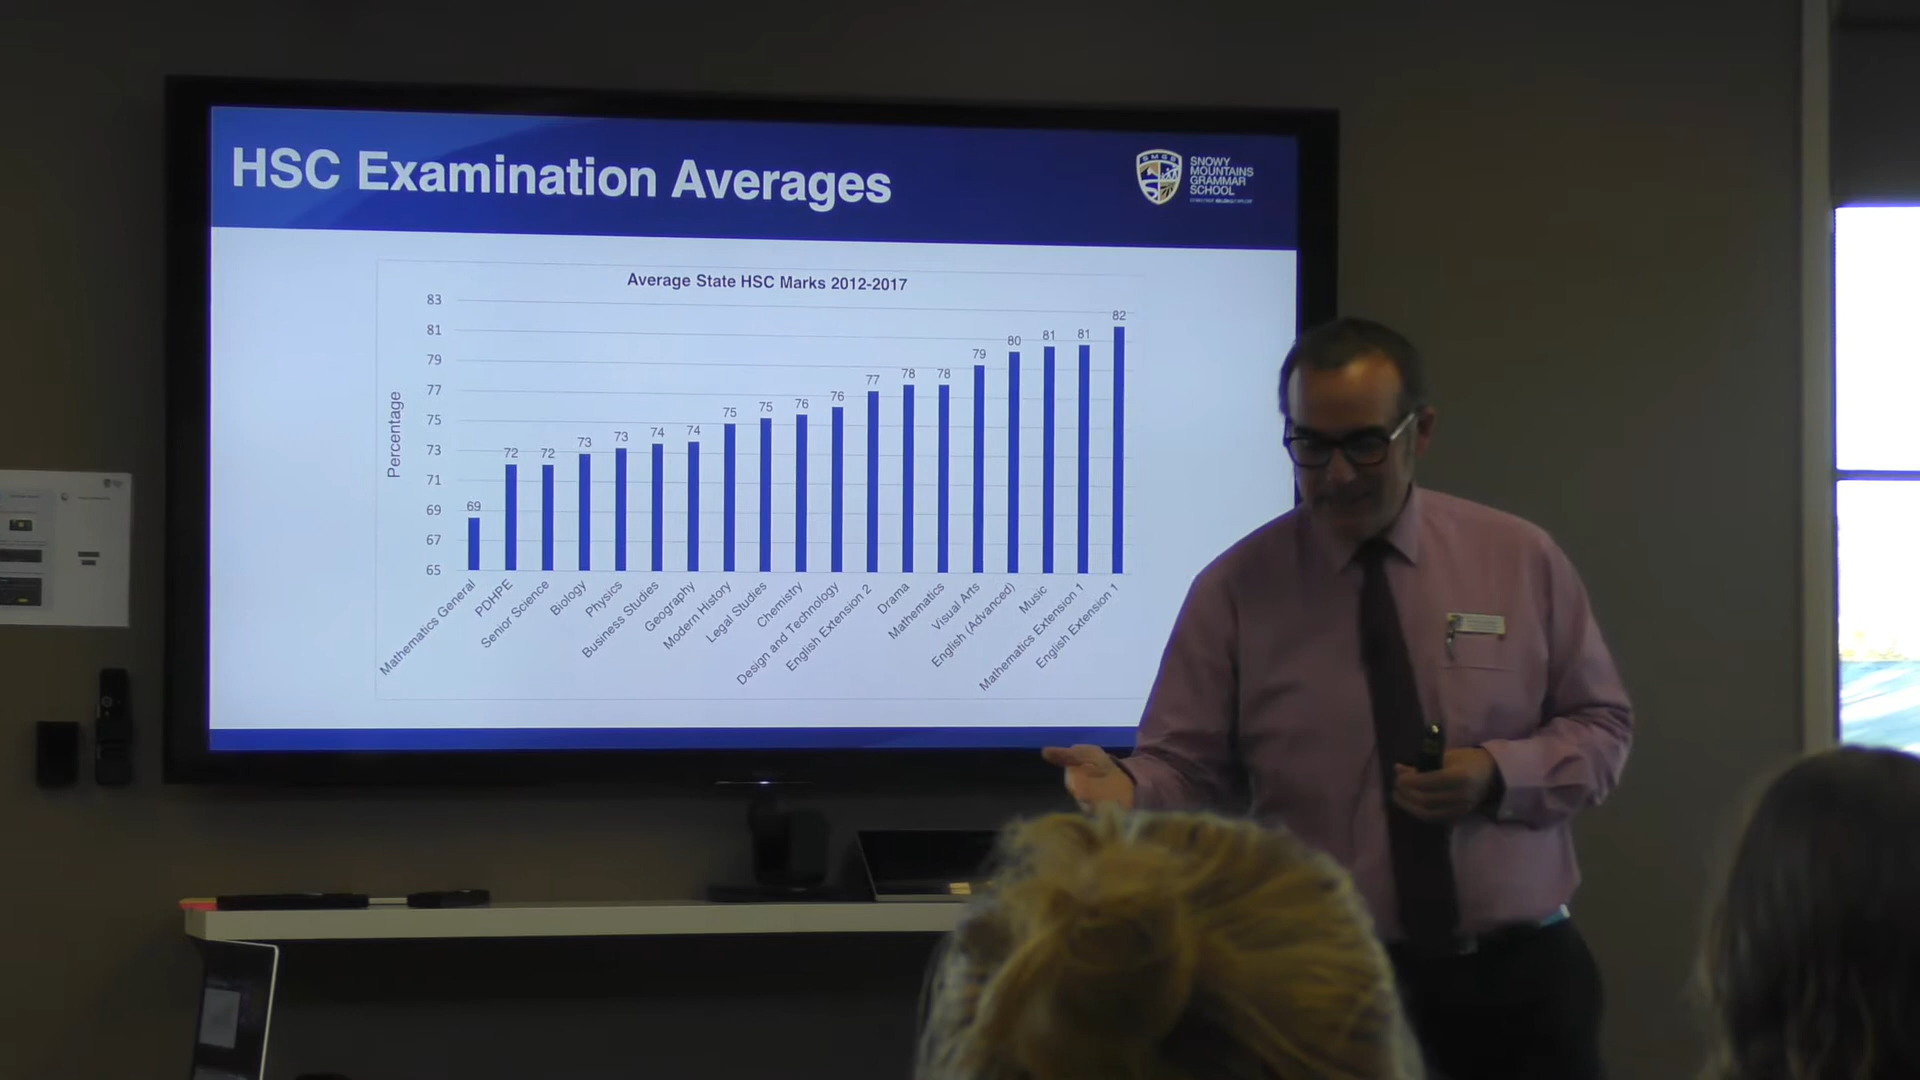 HSC Examination Averages
SMGS
SNOWY
MOUNTAINS
GRAMMAR
SCHOOL
Average State HSC Marks 2012-2017
Percentage
83
81
79
77
75
73
71
69
67
65
69
72
72
73
73
74
74
75
75
76
76
77
78
78
79
80
81
81
82
Mathematics General
PDHPE
Senior Science
Biology
Physics
Business Studies
Geography
Modern History
Legal Studies
Chemistry
Design and Technology
English Extension 2
Drama
Mathematics
Visual Arts
English (Advanced)
Music
Mathematics Extension 1
English Extension 1